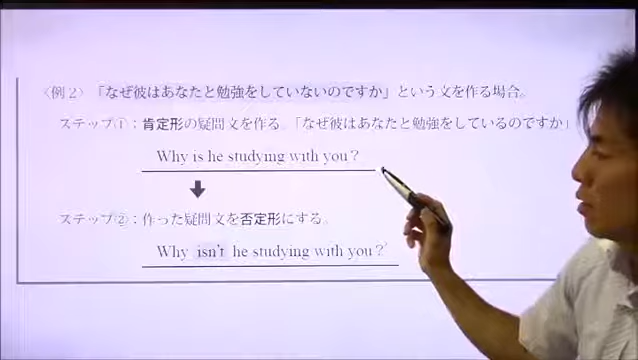 〈例２〉「なぜ彼はあなたと勉強をしていないのですか」という文を作る場合。
ステップ①：肯定形の疑問文を作る。「なぜ彼はあなたと勉強をしているのですか」
Why is he studying with you？
ステップ②：作った疑問文を否定形にする。
Why isn't he studying with you？